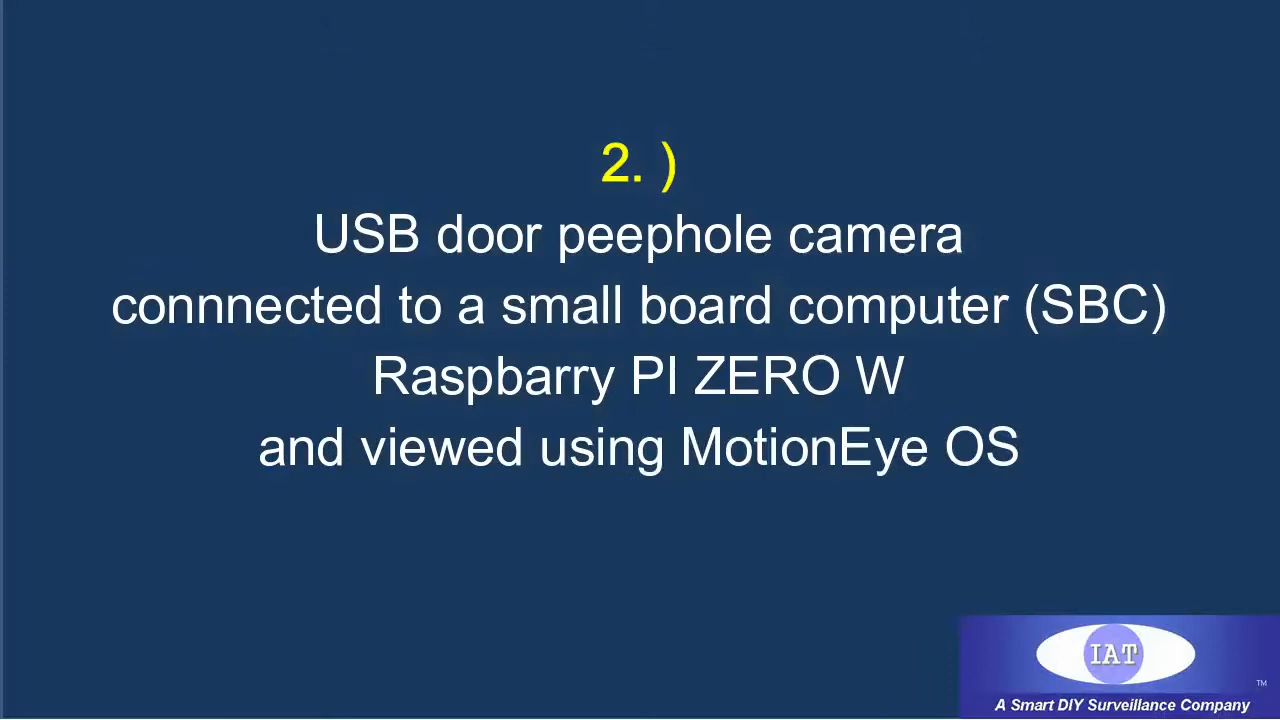 2. )
USB door peephole camera
connnected to a small board computer (SBC)
Raspbarry PI ZERO W
and viewed using MotionEye OS
IAT
TM
A Smart DIY Surveillance Company